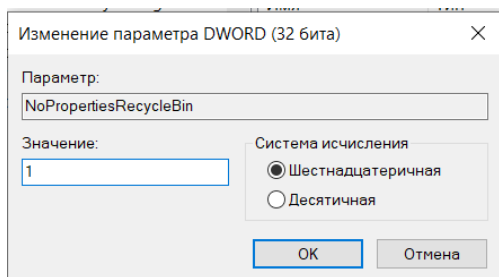 Изменение параметра DWORD (32 бита)
Параметр:
NoPropertiesRecycleBin
Значение:
1
Система исчисления
Шестнадцатеричная
Десятичная
OK
Отмена